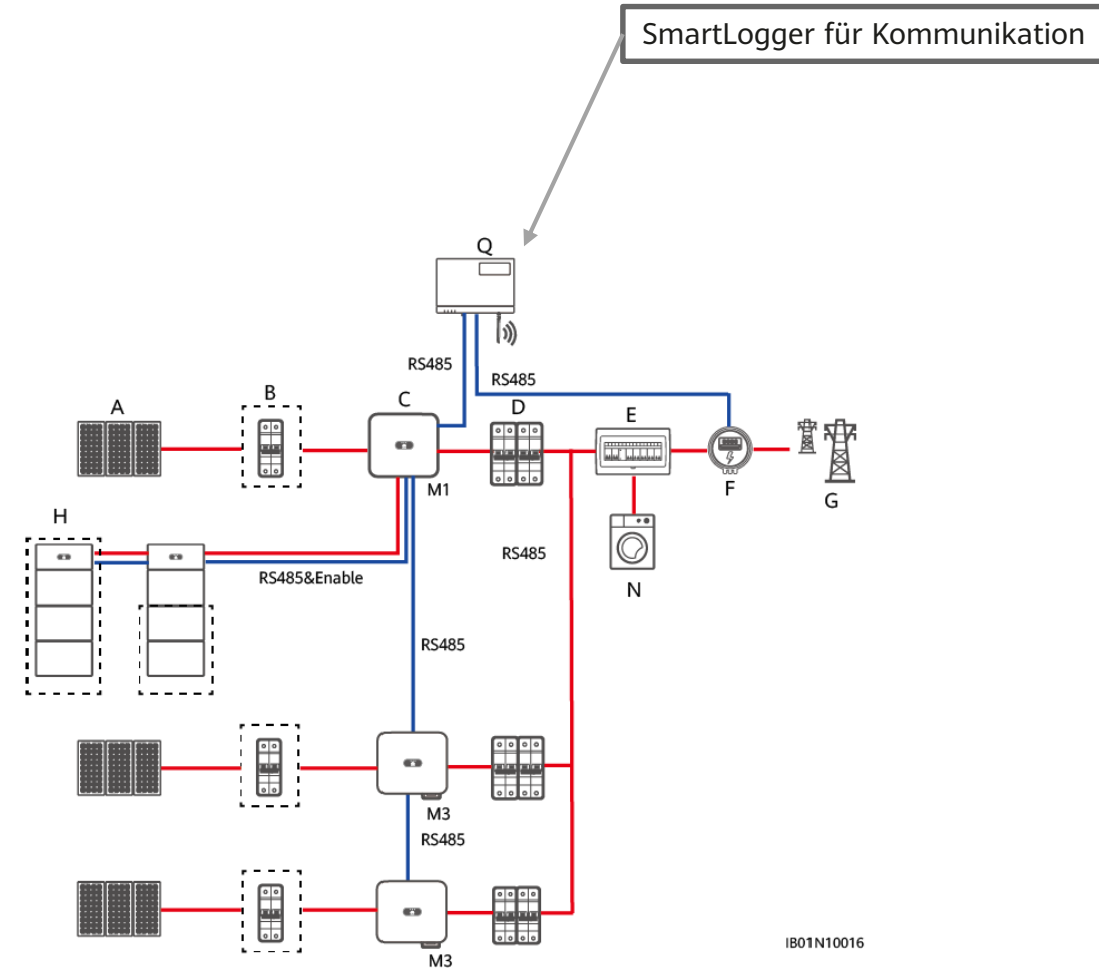 SmartLogger für Kommunikation
Q
RS485
RS485
A
B
C
D
E
M1
F
G
H
RS485
N
RS485&Enable
RS485
M3
RS485
M3
IB01N10016